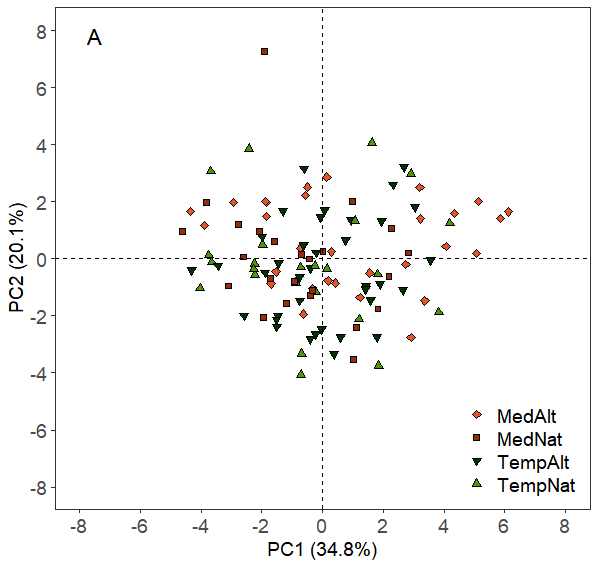 A
8
6
4
2
0
-2
-4
-6
-8
PC2 (20.1%)
MedAlt
MedNat
TempAlt
TempNat
-8 -6 -4 -2 0 2 4 6 8
PC1 (34.8%)